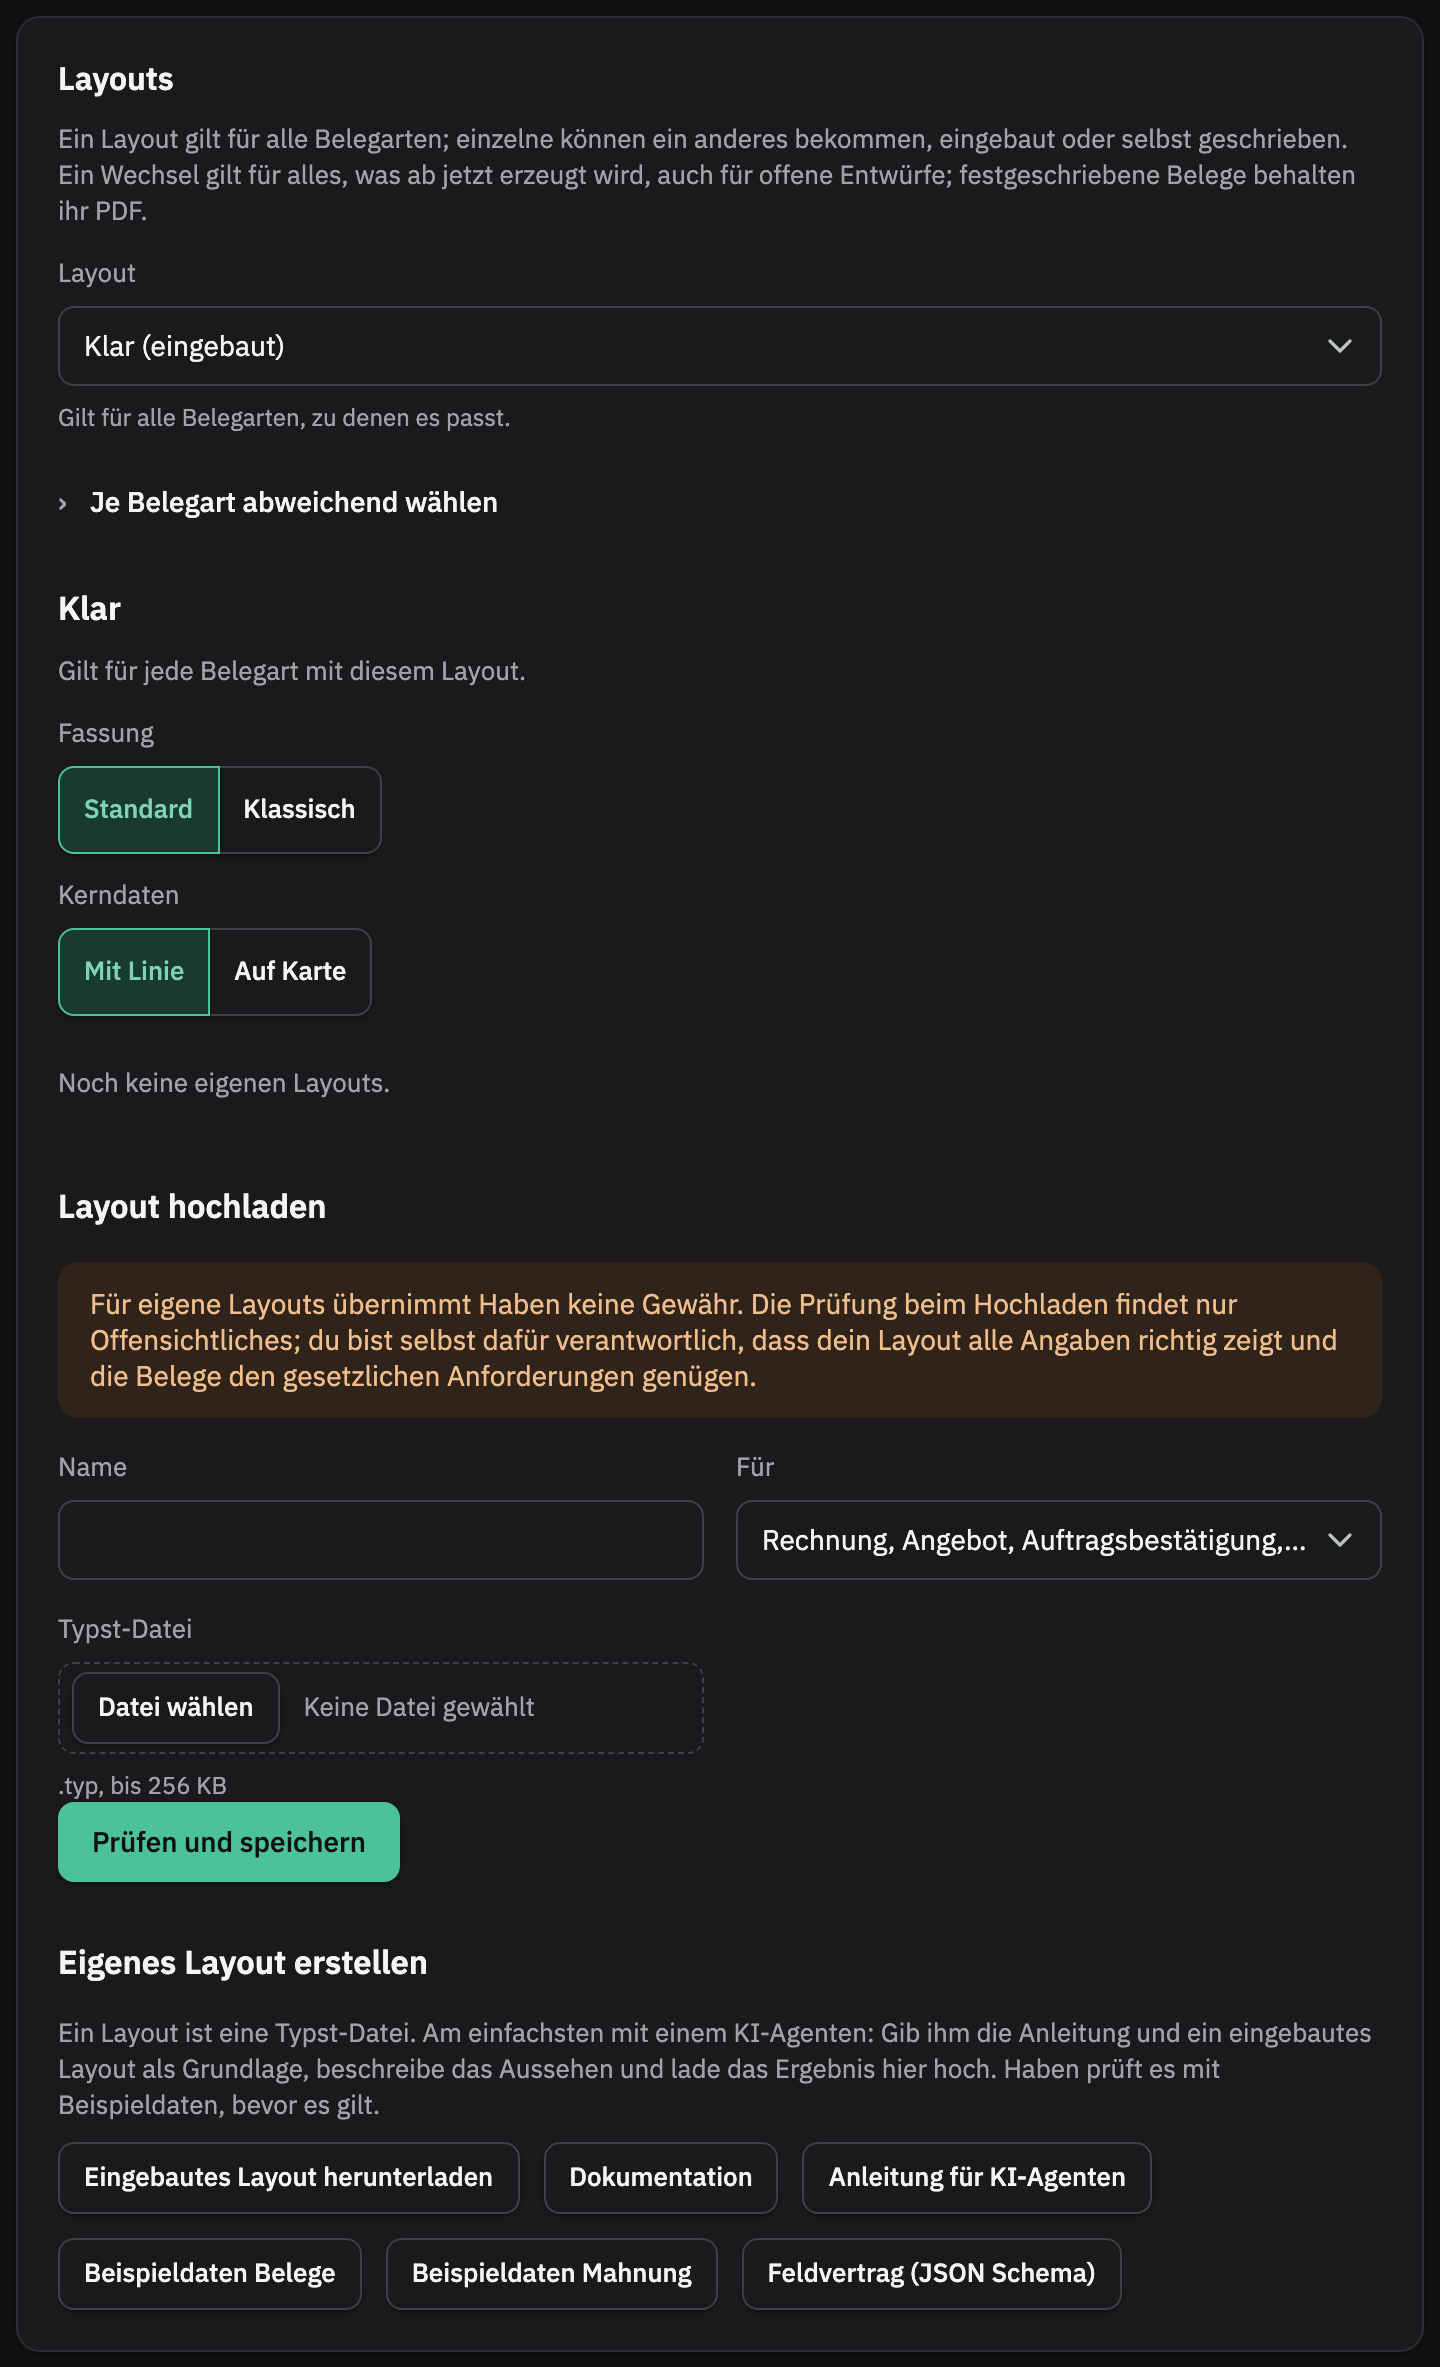 Layouts
Ein Layout gilt für alle Belegarten; einzelne können ein anderes bekommen, eingebaut oder selbst geschrieben.
Ein Wechsel gilt für alles, was ab jetzt erzeugt wird, auch für offene Entwürfe; festgeschriebene Belege behalten
ihr PDF.
Layout
Klar (eingebaut)
Gilt für alle Belegarten, zu denen es passt.
› Je Belegart abweichend wählen
Klar
Gilt für jede Belegart mit diesem Layout.
Fassung
Standard Klassisch
Kerndaten
Mit Linie Auf Karte
Noch keine eigenen Layouts.
Layout hochladen
Für eigene Layouts übernimmt Haben keine Gewähr. Die Prüfung beim Hochladen findet nur
Offensichtliches; du bist selbst dafür verantwortlich, dass dein Layout alle Angaben richtig zeigt und
die Belege den gesetzlichen Anforderungen genügen.
Name Für
Rechnung, Angebot, Auftragsbestätigung,...
Typst-Datei
Datei wählen Keine Datei gewählt
.typ, bis 256 KB
Prüfen und speichern
Eigenes Layout erstellen
Ein Layout ist eine Typst-Datei. Am einfachsten mit einem KI-Agenten: Gib ihm die Anleitung und ein eingebautes
Layout als Grundlage, beschreibe das Aussehen und lade das Ergebnis hier hoch. Haben prüft es mit
Beispieldaten, bevor es gilt.
Eingebautes Layout herunterladen Dokumentation Anleitung für KI-Agenten
Beispieldaten Belege Beispieldaten Mahnung Feldvertrag (JSON Schema)